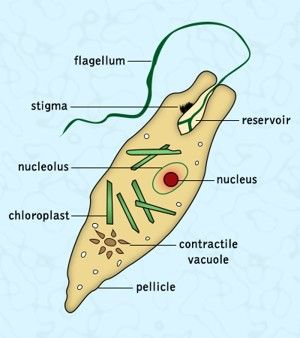 flagellum
stigma
reservoir
nucleolus
nucleus
chloroplast
contractile
vacuole
pellicle